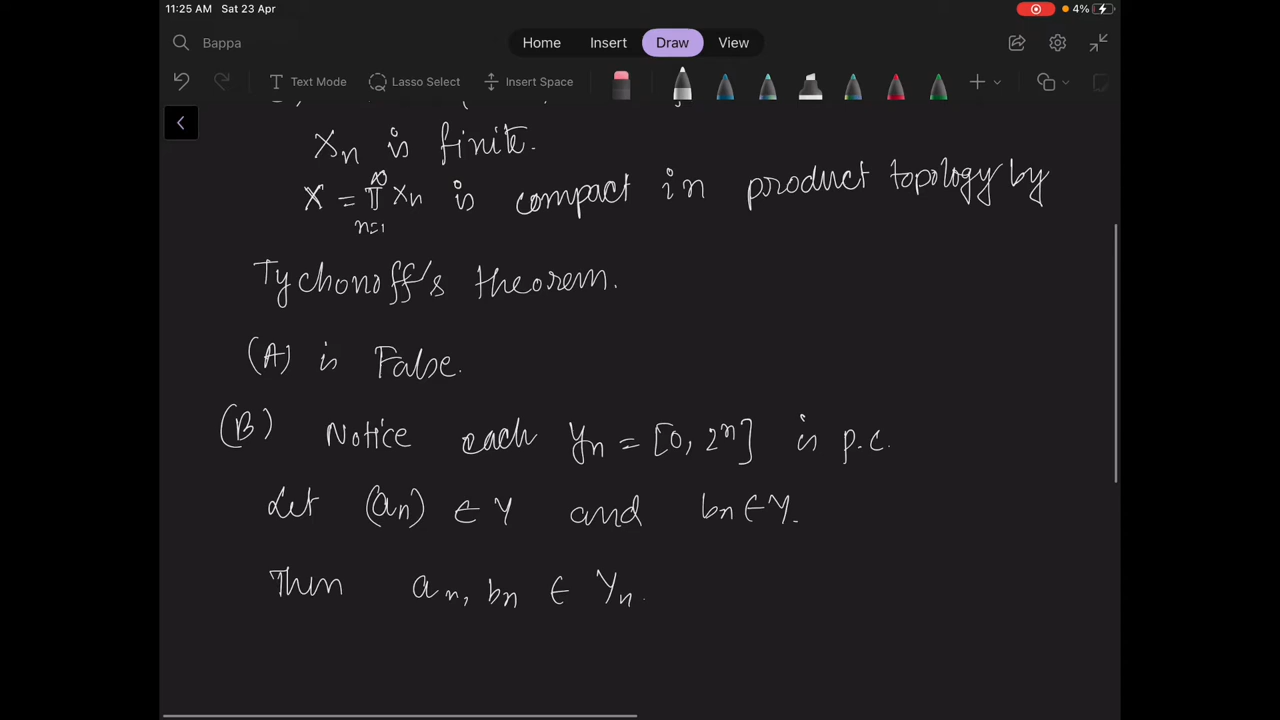 11:25 AM Sat 23 Apr 4%
Bappa Home Insert Draw View
Text Mode Lasso Select Insert Space
Xn is finite.
X = ∞∏n=1 Xn is compact in product topology by
Tychonoff's theorem.
(A) is False.
(B) Notice each Yn = [0, 2^n] is p.c.
Let (an) ∈ Y and bn ∈ Y.
Then an, bn ∈ Yn.